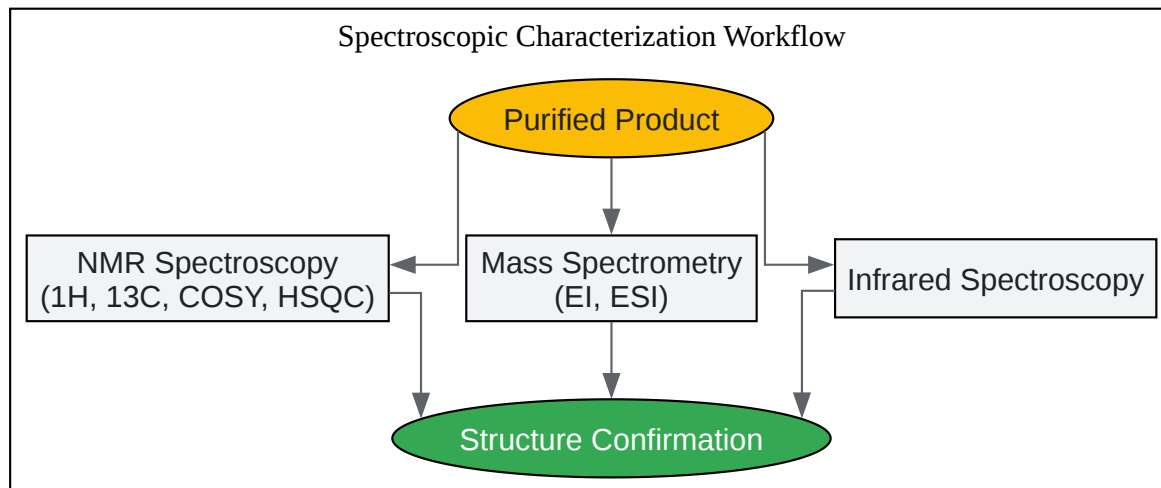 Spectroscopic Characterization Workflow
Purified Product
NMR Spectroscopy
(1H, 13C, COSY, HSQC)
Mass Spectrometry
(EI, ESI)
Infrared Spectroscopy
Structure Confirmation